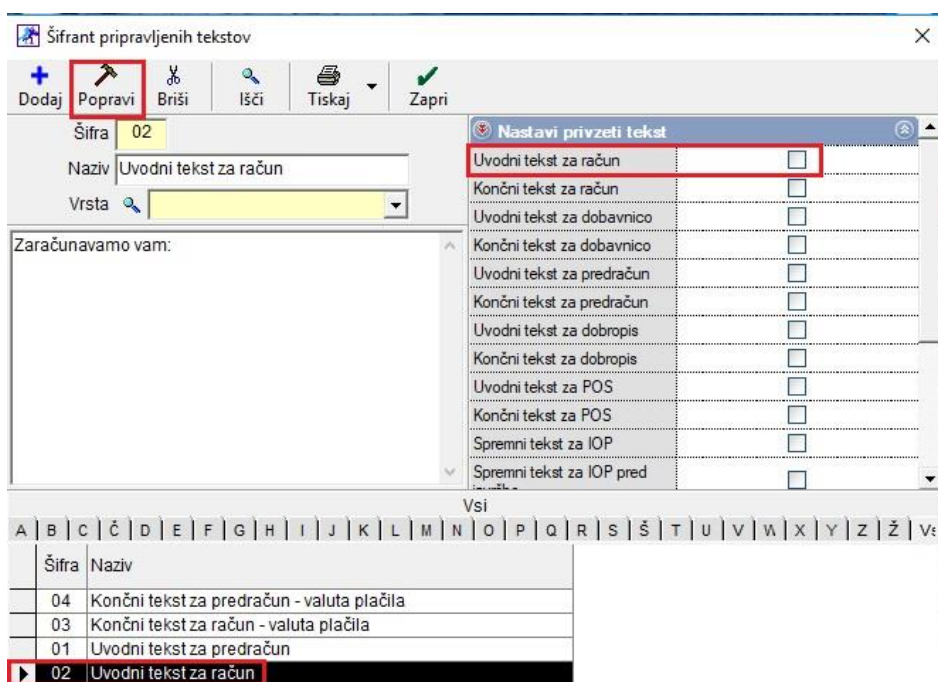 Šifrant pripravljenih tekstov
Dodaj Popravi Briši Išči Tiskaj Zapri
Šifra 02
Naziv Uvodni tekst za račun
Vrsta
Zaračunavamo vam:
Nastavi privzeti tekst
Uvodni tekst za račun
Končni tekst za račun
Uvodni tekst za dobavnico
Končni tekst za dobavnico
Uvodni tekst za predračun
Končni tekst za predračun
Uvodni tekst za dobropis
Končni tekst za dobropis
Uvodni tekst za POS
Končni tekst za POS
Spremni tekst za IOP
Spremni tekst za IOP pred
Vsi
A B C Č D E F G H I J K L M N O P Q R S Š T U V W X Y Z Ž
Šifra Naziv
04 Končni tekst za predračun - valuta plačila
03 Končni tekst za račun - valuta plačila
01 Uvodni tekst za predračun
02 Uvodni tekst za račun